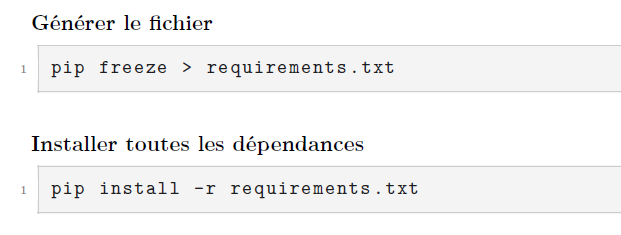 Générer le fichier
1 pip freeze > requirements.txt
Installer toutes les dépendances
1 pip install -r requirements.txt